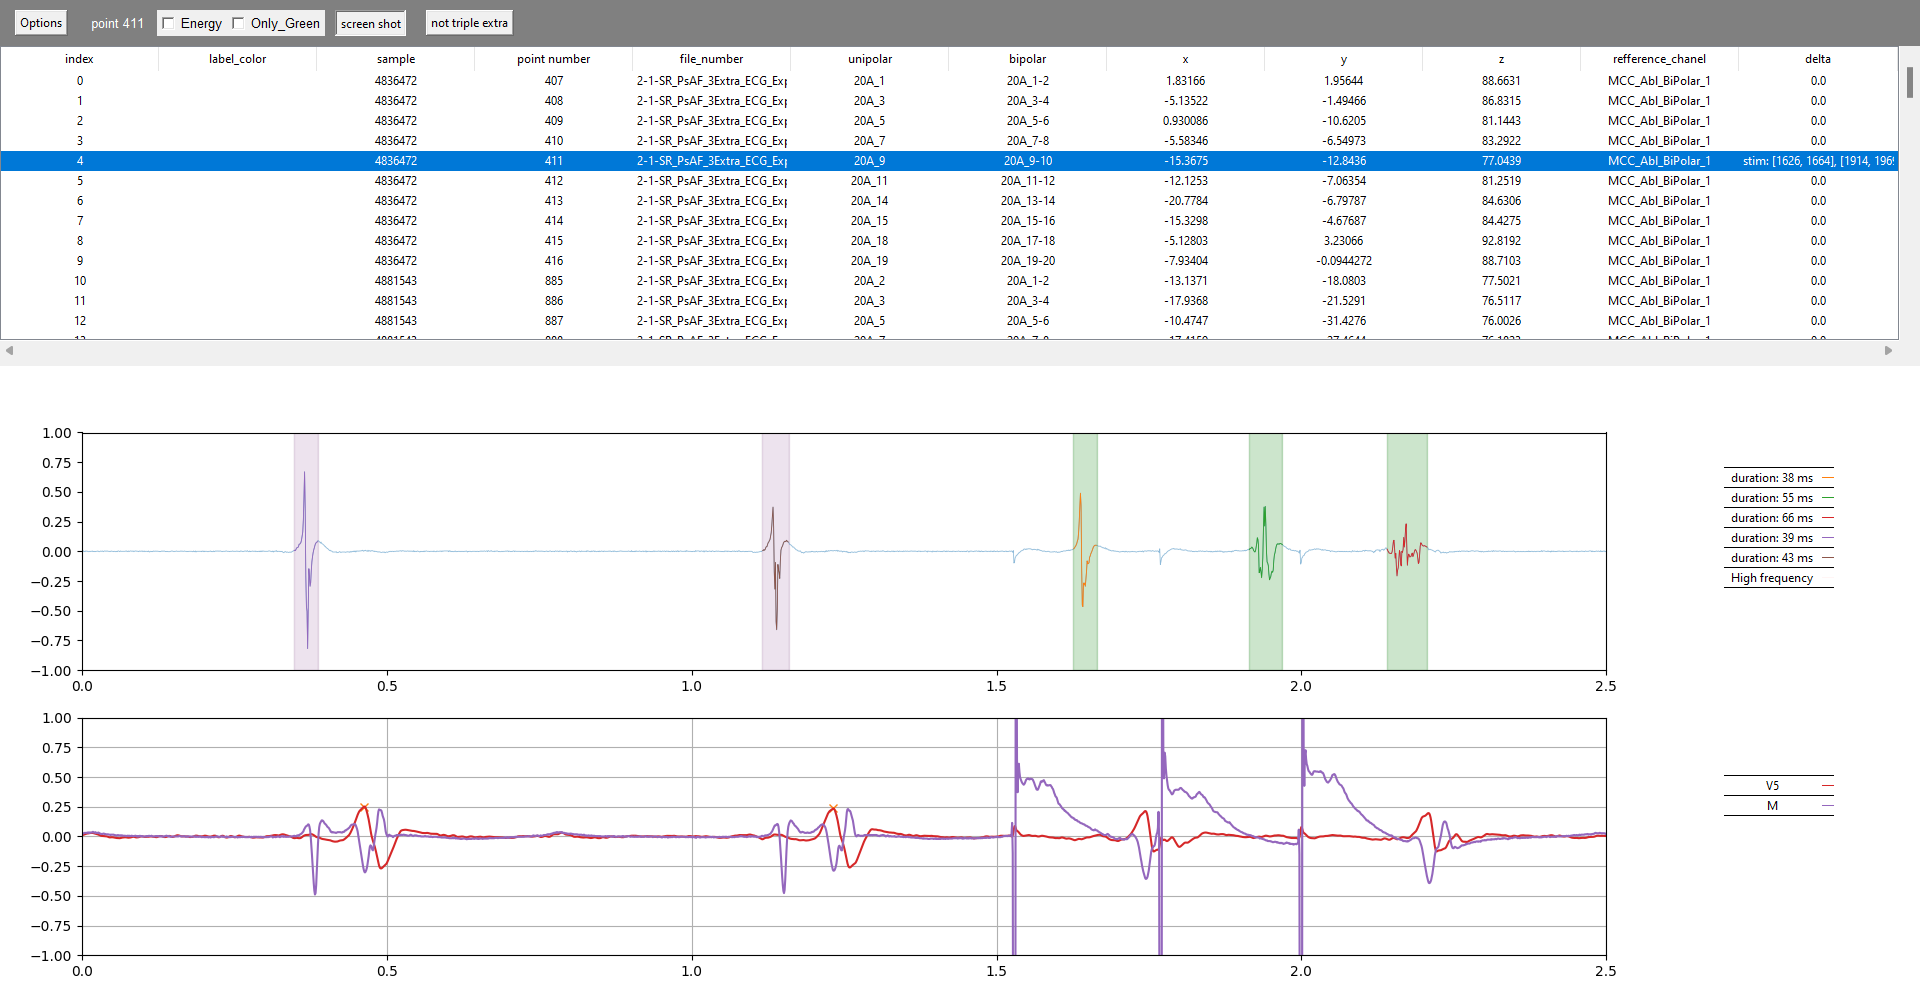 Options point 411 Energy Only_Green screen shot not triple extra
index label_color sample point number file_number unipolar bipolar x y z refference_chanel delta
0 4836472 407 2-1-SR_PsAF_3Extra_ECG_Exp 20A_1 20A_1-2 1.83166 1.95644 88.6631 MCC_Abl_BiPolar_1 0.0
1 4836472 408 2-1-SR_PsAF_3Extra_ECG_Exp 20A_3 20A_3-4 -5.13522 -1.49466 86.8315 MCC_Abl_BiPolar_1 0.0
2 4836472 409 2-1-SR_PsAF_3Extra_ECG_Exp 20A_5 20A_5-6 0.930086 -10.6205 81.1443 MCC_Abl_BiPolar_1 0.0
3 4836472 410 2-1-SR_PsAF_3Extra_ECG_Exp 20A_7 20A_7-8 -5.58346 -6.54973 83.2922 MCC_Abl_BiPolar_1 0.0
4 4836472 411 2-1-SR_PsAF_3Extra_ECG_Exp 20A_9 20A_9-10 -15.3675 -12.8436 77.0439 MCC_Abl_BiPolar_1 stim: [1626, 1664], [1914, 1969
5 4836472 412 2-1-SR_PsAF_3Extra_ECG_Exp 20A_11 20A_11-12 -12.1253 -7.06354 81.2519 MCC_Abl_BiPolar_1 0.0
6 4836472 413 2-1-SR_PsAF_3Extra_ECG_Exp 20A_14 20A_13-14 -20.7784 -6.79787 84.6306 MCC_Abl_BiPolar_1 0.0
7 4836472 414 2-1-SR_PsAF_3Extra_ECG_Exp 20A_15 20A_15-16 -15.3298 -4.67687 84.4275 MCC_Abl_BiPolar_1 0.0
8 4836472 415 2-1-SR_PsAF_3Extra_ECG_Exp 20A_18 20A_17-18 -5.12803 3.23066 92.8192 MCC_Abl_BiPolar_1 0.0
9 4836472 416 2-1-SR_PsAF_3Extra_ECG_Exp 20A_19 20A_19-20 -7.93404 -0.0944272 88.7103 MCC_Abl_BiPolar_1 0.0
10 4881543 885 2-1-SR_PsAF_3Extra_ECG_Exp 20A_2 20A_1-2 -13.1371 -18.0803 77.5021 MCC_Abl_BiPolar_1 0.0
11 4881543 886 2-1-SR_PsAF_3Extra_ECG_Exp 20A_3 20A_3-4 -17.9368 -21.5291 76.5117 MCC_Abl_BiPolar_1 0.0
12 4881543 887 2-1-SR_PsAF_3Extra_ECG_Exp 20A_5 20A_5-6 -10.4747 -31.4276 76.0026 MCC_Abl_BiPolar_1 0.0
1.00
0.75
0.50
0.25
0.00
−0.25
−0.50
−0.75
−1.00
0.0 0.5 1.0 1.5 2.0 2.5
duration: 38 ms
duration: 55 ms
duration: 66 ms
duration: 39 ms
duration: 43 ms
High frequency
1.00
0.75
0.50
0.25
0.00
−0.25
−0.50
−0.75
−1.00
0.0 0.5 1.0 1.5 2.0 2.5
V5
M